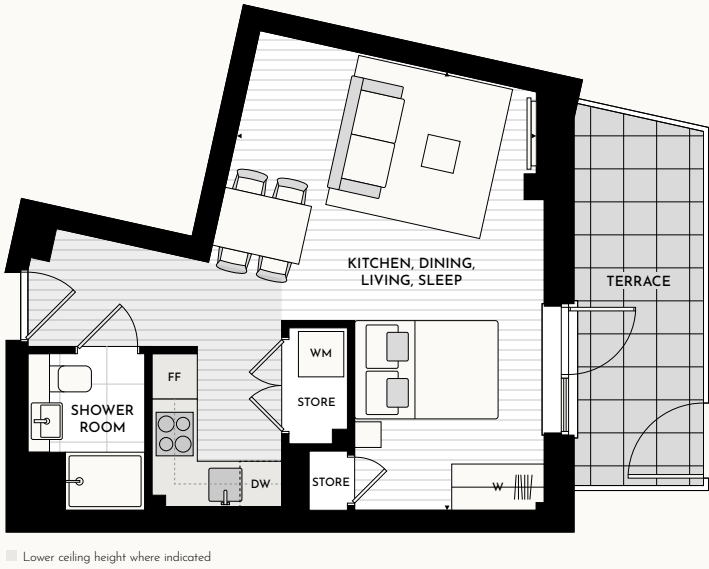 KITCHEN, DINING,
LIVING, SLEEP
TERRACE
WM
FF
STORE
SHOWER
ROOM
STORE
DW
W
Lower ceiling height where indicated